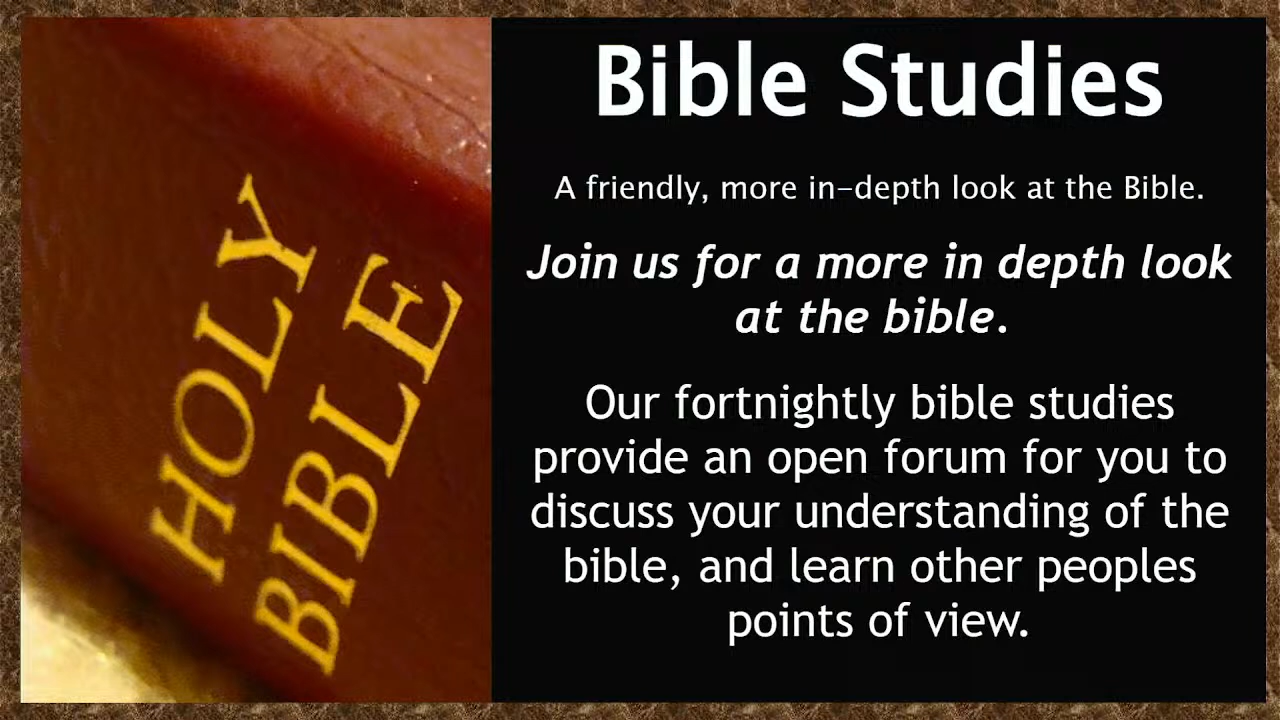 HOLY
BIBLE
Bible Studies
A friendly, more in-depth look at the Bible.
Join us for a more in depth look
at the bible.
Our fortnightly bible studies
provide an open forum for you to
discuss your understanding of the
bible, and learn other peoples
points of view.